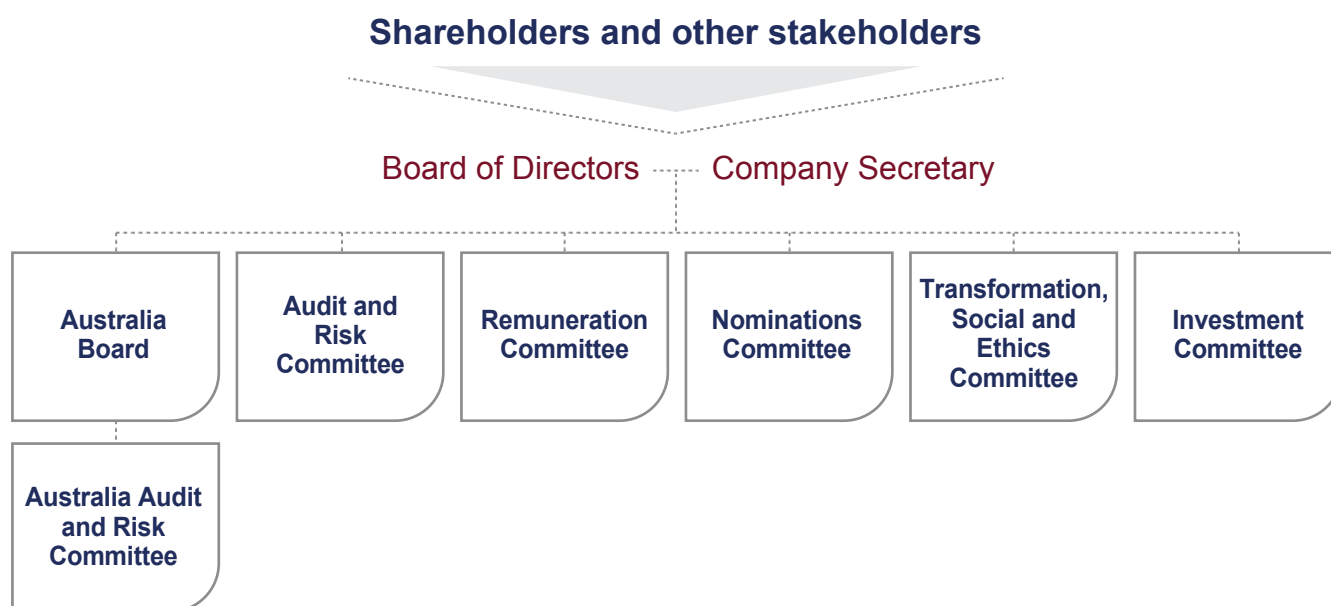 Shareholders and other stakeholders
Board of Directors
Company Secretary
Australia
Board
Audit and
Risk
Committee
Remuneration
Committee
Nominations
Committee
Transformation,
Social and
Ethics
Committee
Investment
Committee
Australia Audit
and Risk
Committee